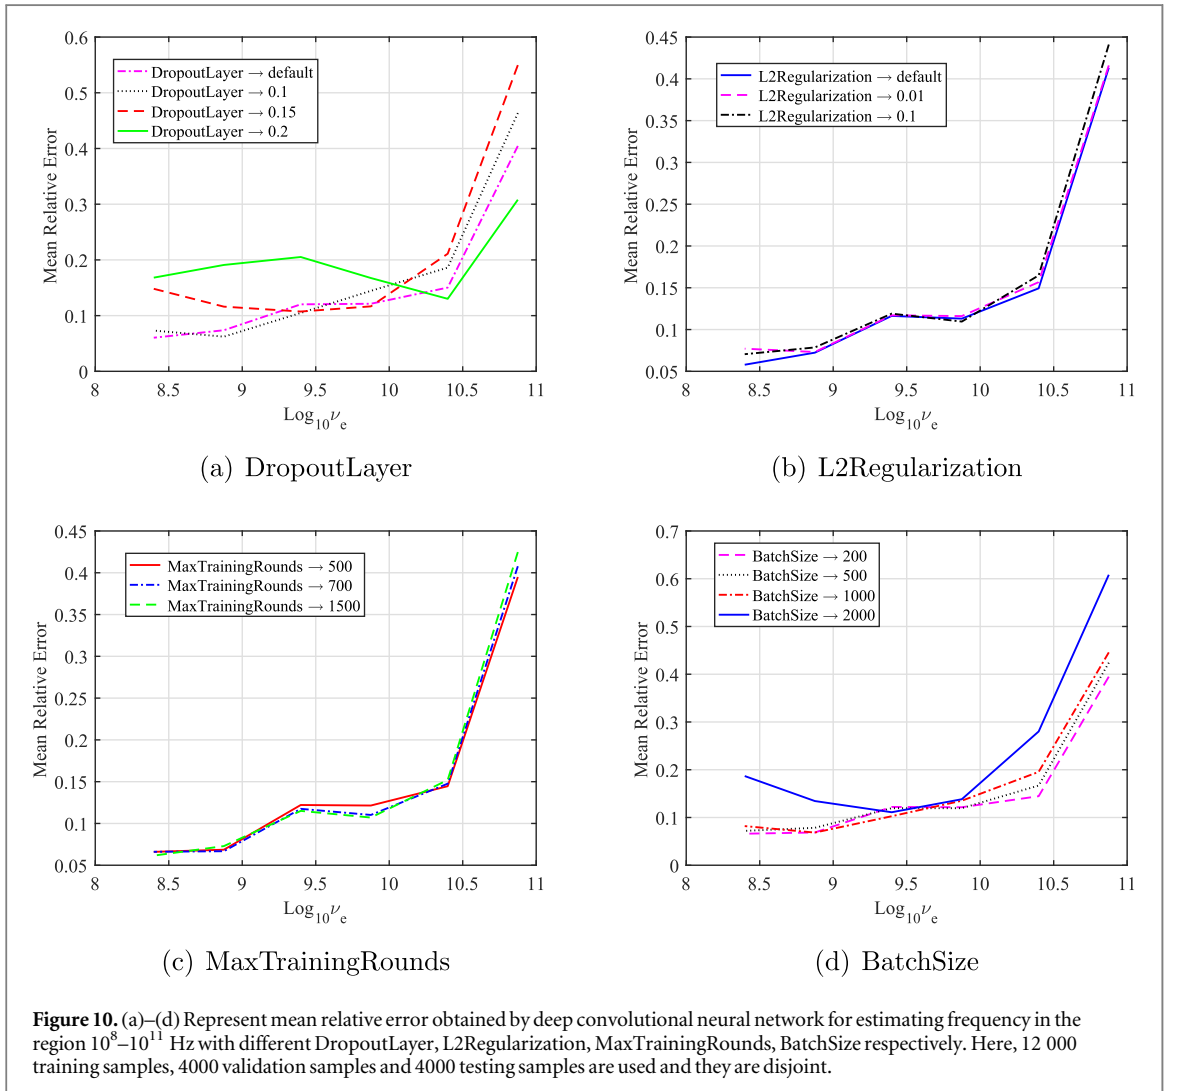 0.6
0.5
0.4
0.3
0.2
0.1
0
Mean Relative Error
DropoutLayer → default
DropoutLayer → 0.1
DropoutLayer → 0.15
DropoutLayer → 0.2
8 8.5 9 9.5 10 10.5 11
Log10νe
(a) DropoutLayer
0.45
0.4
0.35
0.3
0.25
0.2
0.15
0.1
0.05
Mean Relative Error
L2Regularization → default
L2Regularization → 0.01
L2Regularization → 0.1
8 8.5 9 9.5 10 10.5 11
Log10νe
(b) L2Regularization
0.45
0.4
0.35
0.3
0.25
0.2
0.15
0.1
0.05
Mean Relative Error
MaxTrainingRounds → 500
MaxTrainingRounds → 700
MaxTrainingRounds → 1500
8 8.5 9 9.5 10 10.5 11
Log10νe
(c) MaxTrainingRounds
0.7
0.6
0.5
0.4
0.3
0.2
0.1
0
Mean Relative Error
BatchSize → 200
BatchSize → 500
BatchSize → 1000
BatchSize → 2000
8 8.5 9 9.5 10 10.5 11
Log10νe
(d) BatchSize
Figure 10. (a)–(d) Represent mean relative error obtained by deep convolutional neural network for estimating frequency in the
region 10^8–10^11 Hz with different DropoutLayer, L2Regularization, MaxTrainingRounds, BatchSize respectively. Here, 12 000
training samples, 4000 validation samples and 4000 testing samples are used and they are disjoint.